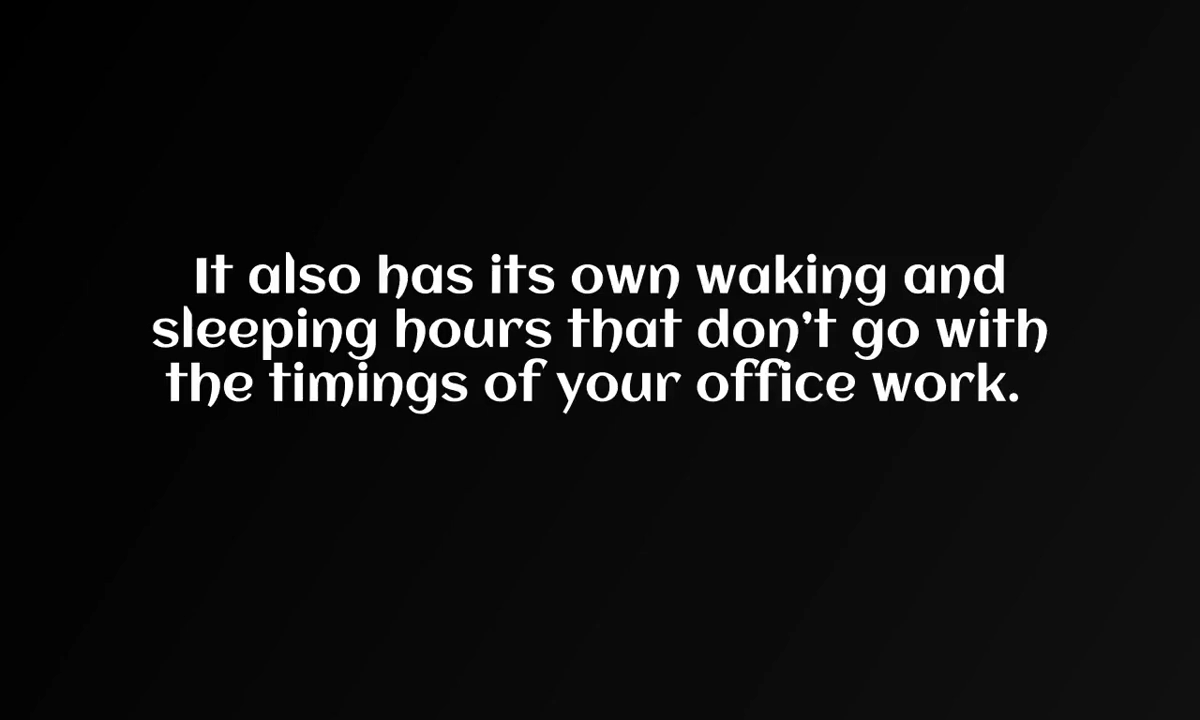 It also has its own waking and
sleeping hours that don’t go with
the timings of your office work.